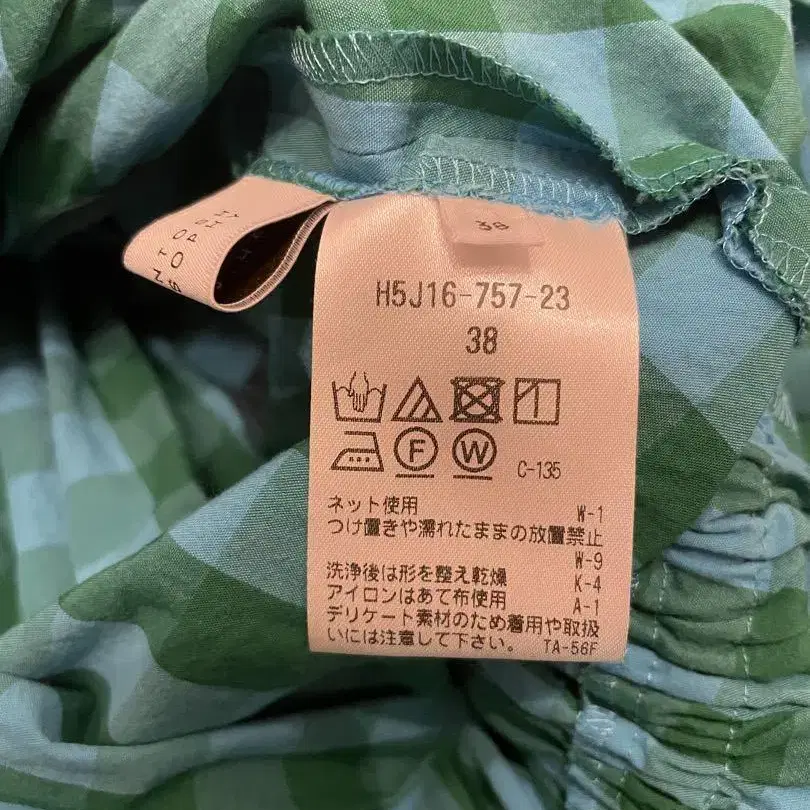 38
H5J16-757-23
38
F
W
C-135
ネット使用 W-1
つけ置きや濡れたままの放置禁止
W-9
洗浄後は形を整え乾燥 K-4
アイロンはあて布使用 A-1
デリケート素材のため着用や取扱
いには注意して下さい。 TA-56F